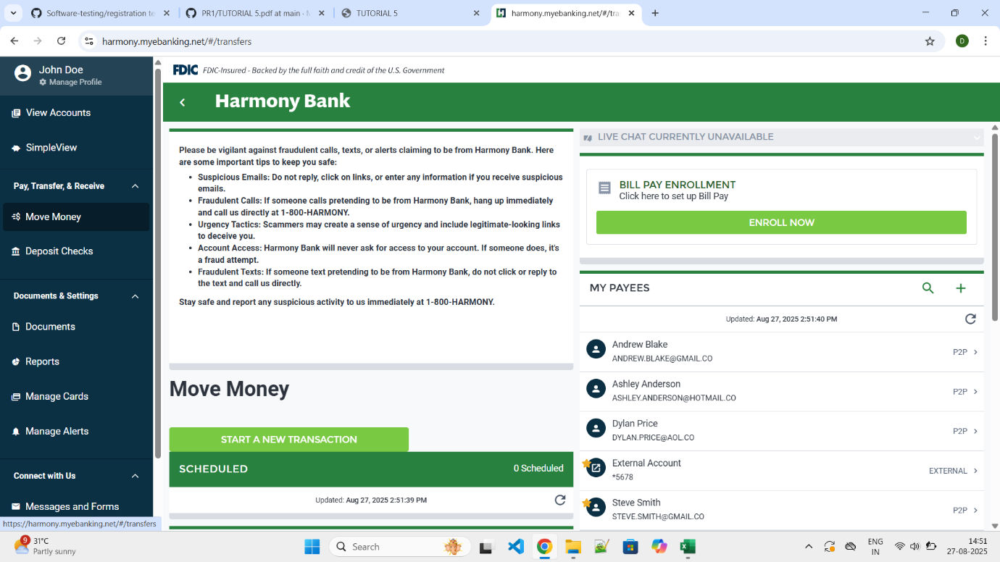 Software-testing/registration te
PR1/TUTORIAL 5.pdf at main · M
TUTORIAL 5
harmony.myebanking.net/#/tra
harmony.myebanking.net/#/transfers
D
John Doe
Manage Profile
View Accounts
SimpleView
Pay, Transfer, & Receive
Move Money
Deposit Checks
Documents & Settings
Documents
Reports
Manage Cards
Manage Alerts
Connect with Us
Messages and Forms
https://harmony.myebanking.net/#/transfers
FDIC FDIC-Insured - Backed by the full faith and credit of the U.S. Government
Harmony Bank
Please be vigilant against fraudulent calls, texts, or alerts claiming to be from Harmony Bank. Here
are some important tips to keep you safe:
• Suspicious Emails: Do not reply, click on links, or enter any information if you receive suspicious
emails.
• Fraudulent Calls: If someone calls pretending to be from Harmony Bank, hang up immediately
and call us directly at 1-800-HARMONY.
• Urgency Tactics: Scammers may create a sense of urgency and include legitimate-looking links
to deceive you.
• Account Access: Harmony Bank will never ask for access to your account. If someone does, it's
a fraud attempt.
• Fraudulent Texts: If someone text pretending to be from Harmony Bank, do not click or reply to
the text and call us directly.
Stay safe and report any suspicious activity to us immediately at 1-800-HARMONY.
Move Money
START A NEW TRANSACTION
SCHEDULED 0 Scheduled
Updated: Aug 27, 2025 2:51:39 PM
LIVE CHAT CURRENTLY UNAVAILABLE
BILL PAY ENROLLMENT
Click here to set up Bill Pay
ENROLL NOW
MY PAYEES
Updated: Aug 27, 2025 2:51:40 PM
Andrew Blake
ANDREW.BLAKE@GMAIL.CO
P2P
Ashley Anderson
ASHLEY.ANDERSON@HOTMAIL.CO
P2P
Dylan Price
DYLAN.PRICE@AOL.CO
P2P
External Account
*5678
EXTERNAL
Steve Smith
STEVE.SMITH@GMAIL.CO
P2P
9
31°C
Partly sunny
Search
ENG
IN
14:51
27-08-2025